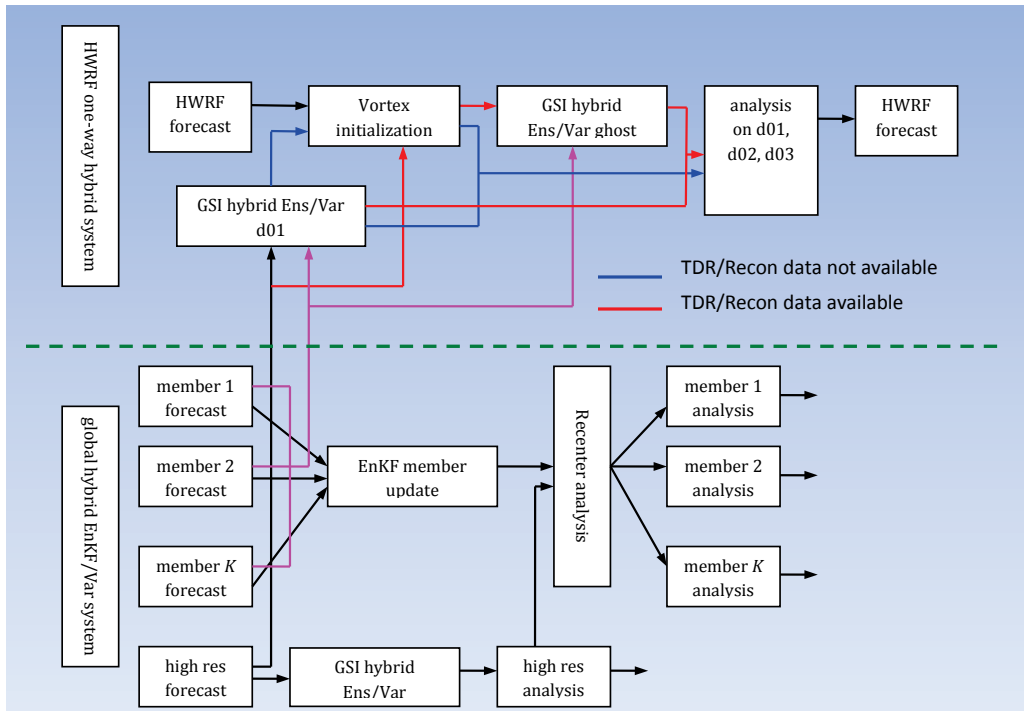 HWRF one-way hybrid system
HWRF
forecast
Vortex
initialization
GSI hybrid
Ens/Var ghost
analysis
on d01,
d02, d03
HWRF
forecast
GSI hybrid Ens/Var
d01
TDR/Recon data not available
TDR/Recon data available
global hybrid EnKF/Var system
member 1
forecast
member 2
forecast
member K
forecast
high res
forecast
EnKF member
update
GSI hybrid
Ens/Var
Recenter analysis
high res
analysis
member 1
analysis
member 2
analysis
member K
analysis